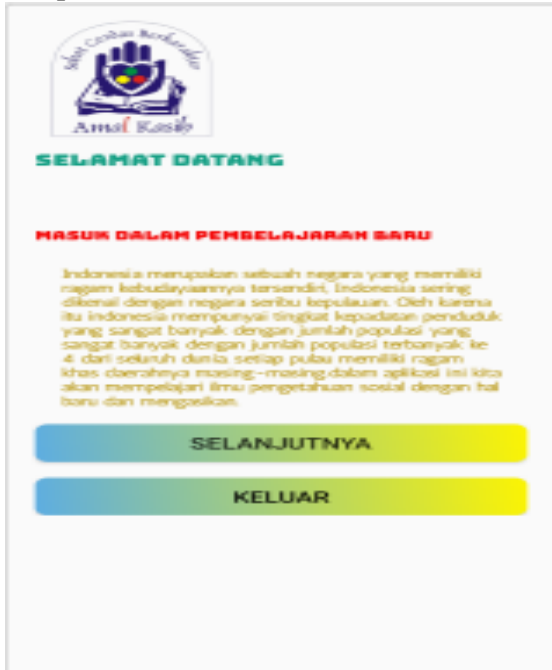 Sehat Cerdas Berkarakter
Amal Kasih
SELAMAT DATANG
MASUK DALAM PEMBELAJARAN BARU
Indonesia merupakan sebuah negara yang memiliki
ragam kebudayaannya tersendiri, Indonesia sering
dikenal dengan negara seribu kepulauan. Oleh karena
itu indonesia mempunyai tingkat kepadatan penduduk
yang sangat banyak dengan jumlah populasi yang
sangat banyak dengan jumlah populasi terbanyak ke
4 dari seluruh dunia setiap pulau memiliki ragam
khas daerahnya masing-masing dalam aplikasi ini kita
akan mempelajari ilmu pengetahuan sosial dengan hal
baru dan mengasikan.
SELANJUTNYA
KELUAR